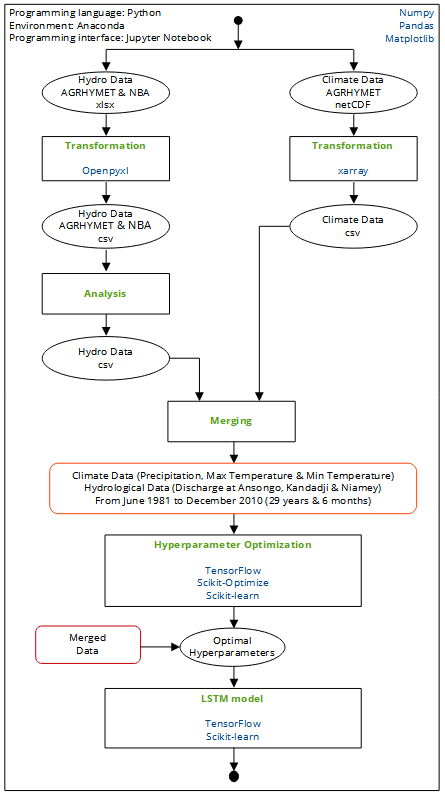 Programming language: Python
Environment: Anaconda
Programming interface: Jupyter Notebook
Numpy
Pandas
Matplotlib
Hydro Data
AGRHYMET & NBA
xlsx
Climate Data
AGRHYMET
netCDF
Transformation
Openpyxl
Transformation
xarray
Hydro Data
AGRHYMET & NBA
csv
Climate Data
csv
Analysis
Hydro Data
csv
Merging
Climate Data (Precipitation, Max Temperature & Min Temperature)
Hydrological Data (Discharge at Ansongo, Kandadji & Niamey)
From June 1981 to December 2010 (29 years & 6 months)
Hyperparameter Optimization
TensorFlow
Scikit-Optimize
Scikit-learn
Merged
Data
Optimal
Hyperparameters
LSTM model
TensorFlow
Scikit-learn